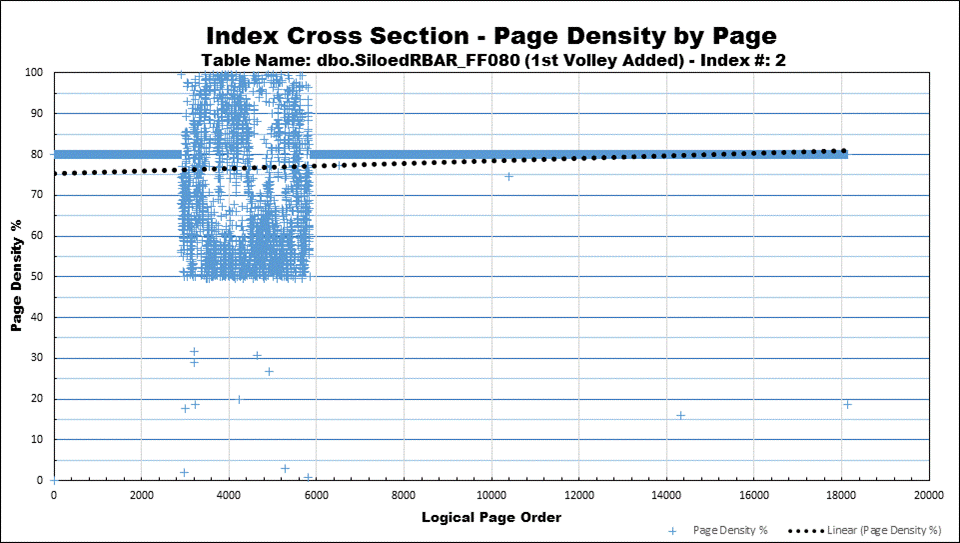 Index Cross Section - Page Density by Page
Table Name: dbo.SiloedRBAR_FF080 (1st Volley Added) - Index #: 2
100
90
80
70
60
50
40
30
20
10
0
Page Density %
0 2000 4000 6000 8000 10000 12000 14000 16000 18000 20000
Logical Page Order
Page Density % Linear (Page Density %)